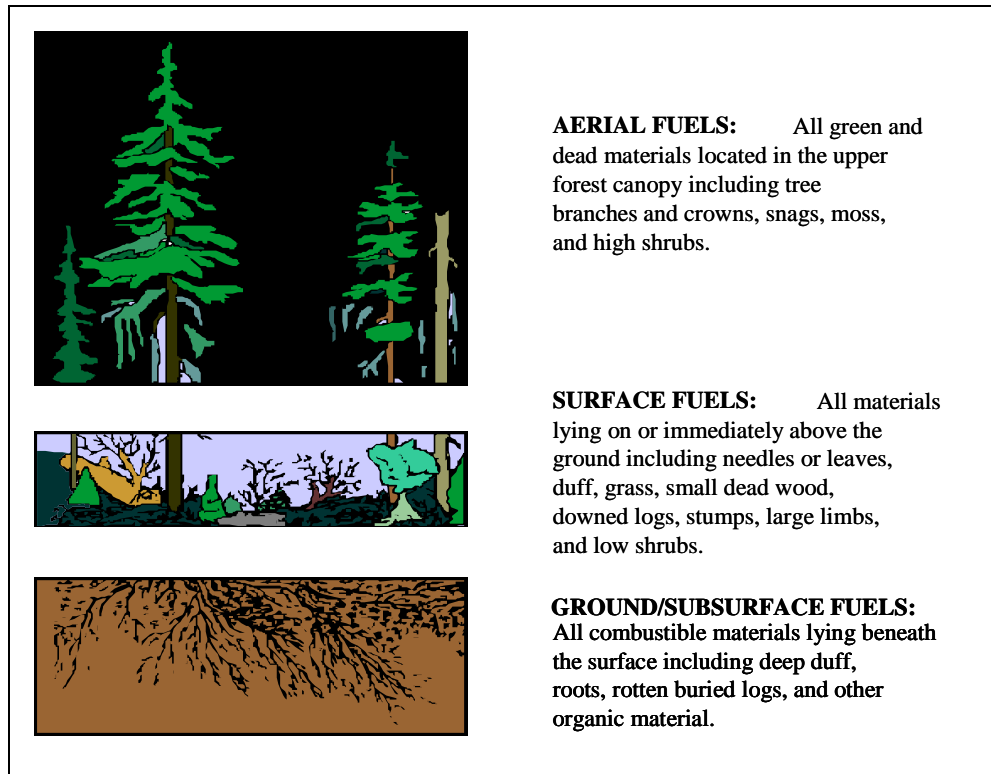 AERIAL FUELS: All green and
dead materials located in the upper
forest canopy including tree
branches and crowns, snags, moss,
and high shrubs.
SURFACE FUELS: All materials
lying on or immediately above the
ground including needles or leaves,
duff, grass, small dead wood,
downed logs, stumps, large limbs,
and low shrubs.
GROUND/SUBSURFACE FUELS:
All combustible materials lying beneath
the surface including deep duff,
roots, rotten buried logs, and other
organic material.